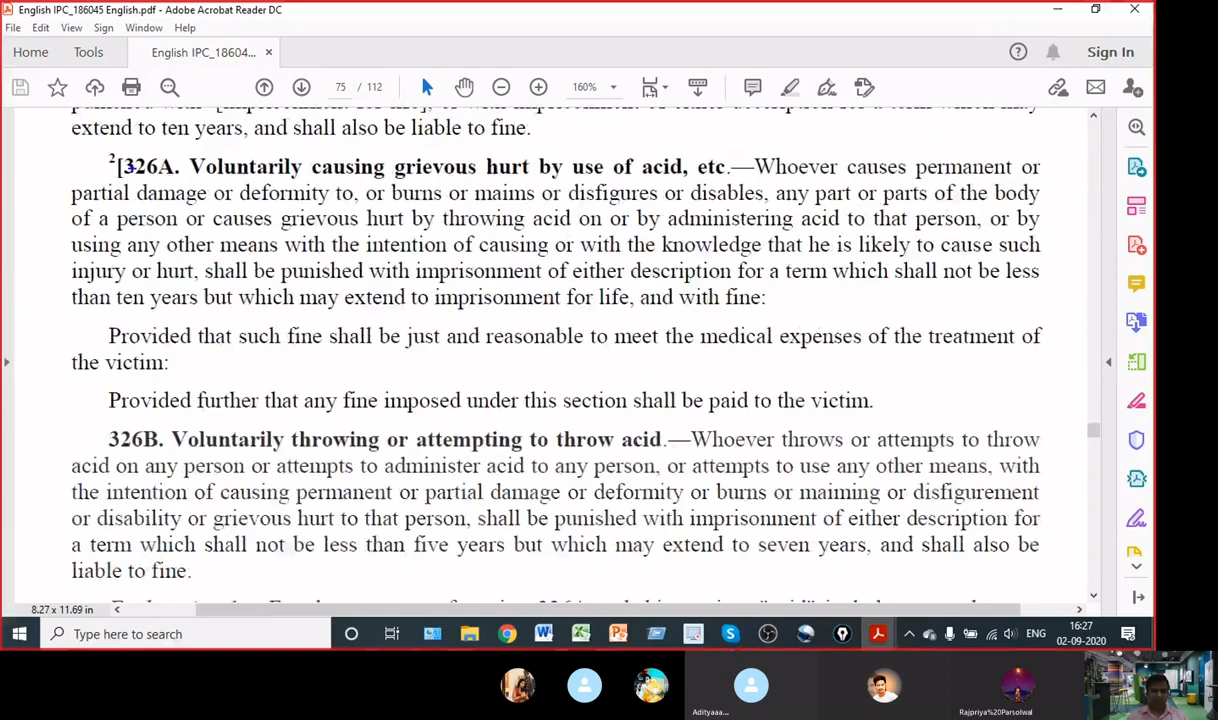 English IPC_186045 English.pdf - Adobe Acrobat Reader DC
File Edit View Sign Window Help
Home Tools English IPC_18604... × Sign In
75 / 112 160%
extend to ten years, and shall also be liable to fine.
2[326A. Voluntarily causing grievous hurt by use of acid, etc.—Whoever causes permanent or
partial damage or deformity to, or burns or maims or disfigures or disables, any part or parts of the body
of a person or causes grievous hurt by throwing acid on or by administering acid to that person, or by
using any other means with the intention of causing or with the knowledge that he is likely to cause such
injury or hurt, shall be punished with imprisonment of either description for a term which shall not be less
than ten years but which may extend to imprisonment for life, and with fine:
Provided that such fine shall be just and reasonable to meet the medical expenses of the treatment of
the victim:
Provided further that any fine imposed under this section shall be paid to the victim.
326B. Voluntarily throwing or attempting to throw acid.—Whoever throws or attempts to throw
acid on any person or attempts to administer acid to any person, or attempts to use any other means, with
the intention of causing permanent or partial damage or deformity or burns or maiming or disfigurement
or disability or grievous hurt to that person, shall be punished with imprisonment of either description for
a term which shall not be less than five years but which may extend to seven years, and shall also be
liable to fine.
8.27 x 11.69 in
Type here to search
ENG
16:27
02-09-2020
Adityaaa...
Rajpriya%20Parsolwal